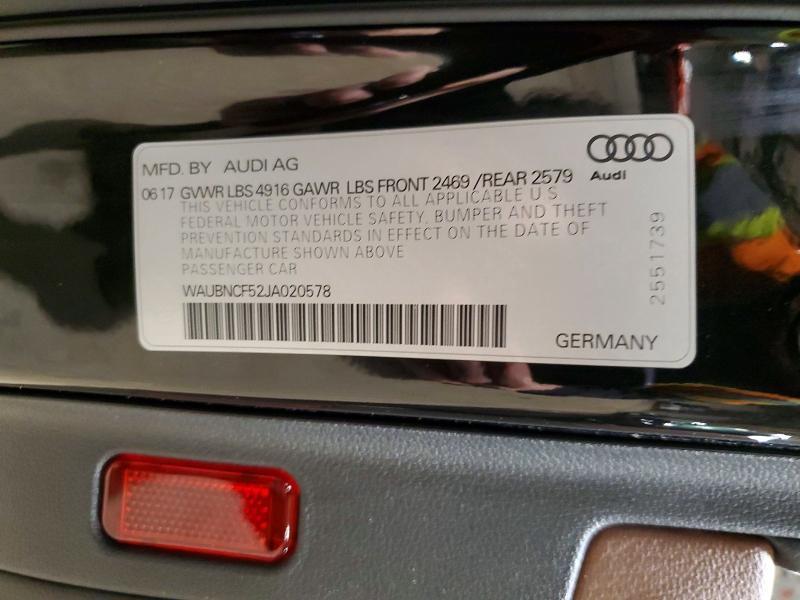 MFD. BY AUDI AG
Audi
06 17 GVWR LBS 4916 GAWR LBS FRONT 2469 /REAR 2579
THIS VEHICLE CONFORMS TO ALL APPLICABLE U S
FEDERAL MOTOR VEHICLE SAFETY, BUMPER AND THEFT
PREVENTION STANDARDS IN EFFECT ON THE DATE OF
MANUFACTURE SHOWN ABOVE
PASSENGER CAR
WAUBNCF52JA020578
GERMANY
2551739